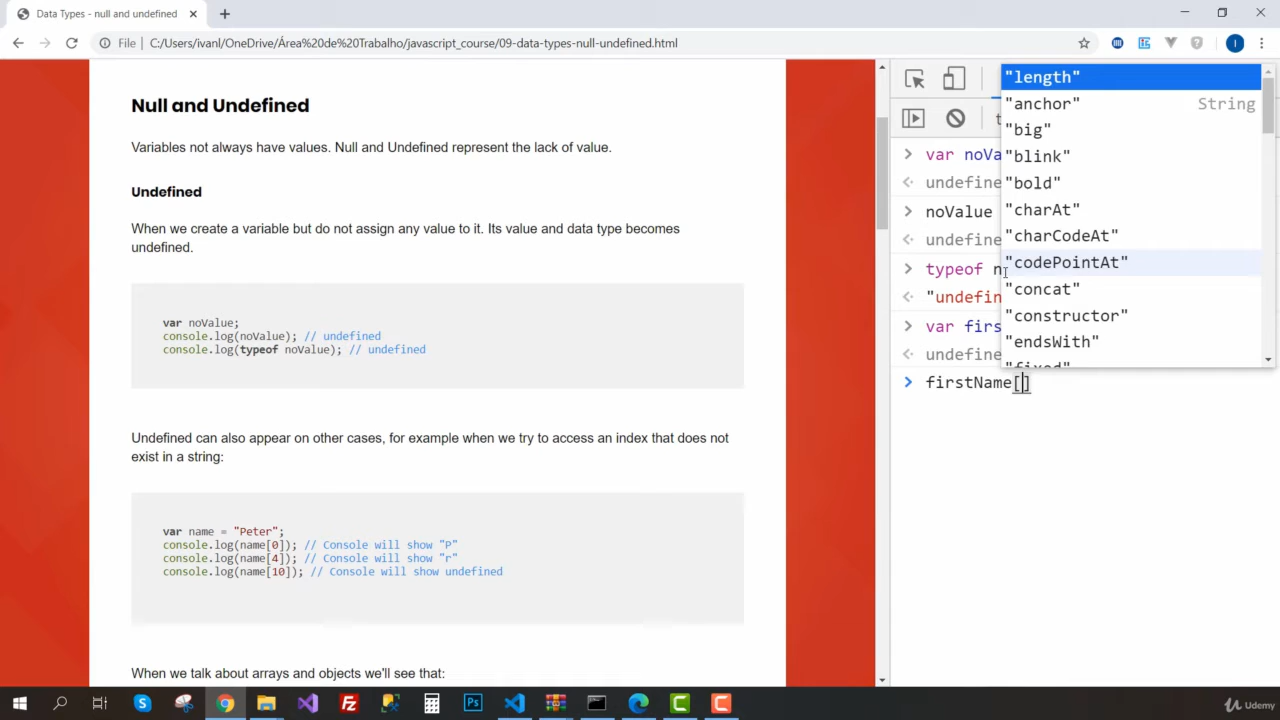 Data Types - null and undefined
File
C:/Users/ivanl/OneDrive/Área%20de%20Trabalho/javascript_course/09-data-types-null-undefined.html
Null and Undefined
Variables not always have values. Null and Undefined represent the lack of value.
Undefined
When we create a variable but do not assign any value to it. Its value and data type becomes
undefined.
var noValue;
console.log(noValue); // undefined
console.log(typeof noValue); // undefined
Undefined can also appear on other cases, for example when we try to access an index that does not
exist in a string:
var name = "Peter";
console.log(name[0]); // Console will show "P"
console.log(name[4]); // Console will show "r"
console.log(name[10]); // Console will show undefined
When we talk about arrays and objects we'll see that:
> var noVa
undefine
> noValue
undefine
> typeof n
"undefin
> var firs
undefine
> firstName[]
"length"
"anchor" String
"big"
"blink"
"bold"
"charAt"
"charCodeAt"
"codePointAt"
"concat"
"constructor"
"endsWith"
"fixed"
Udemy